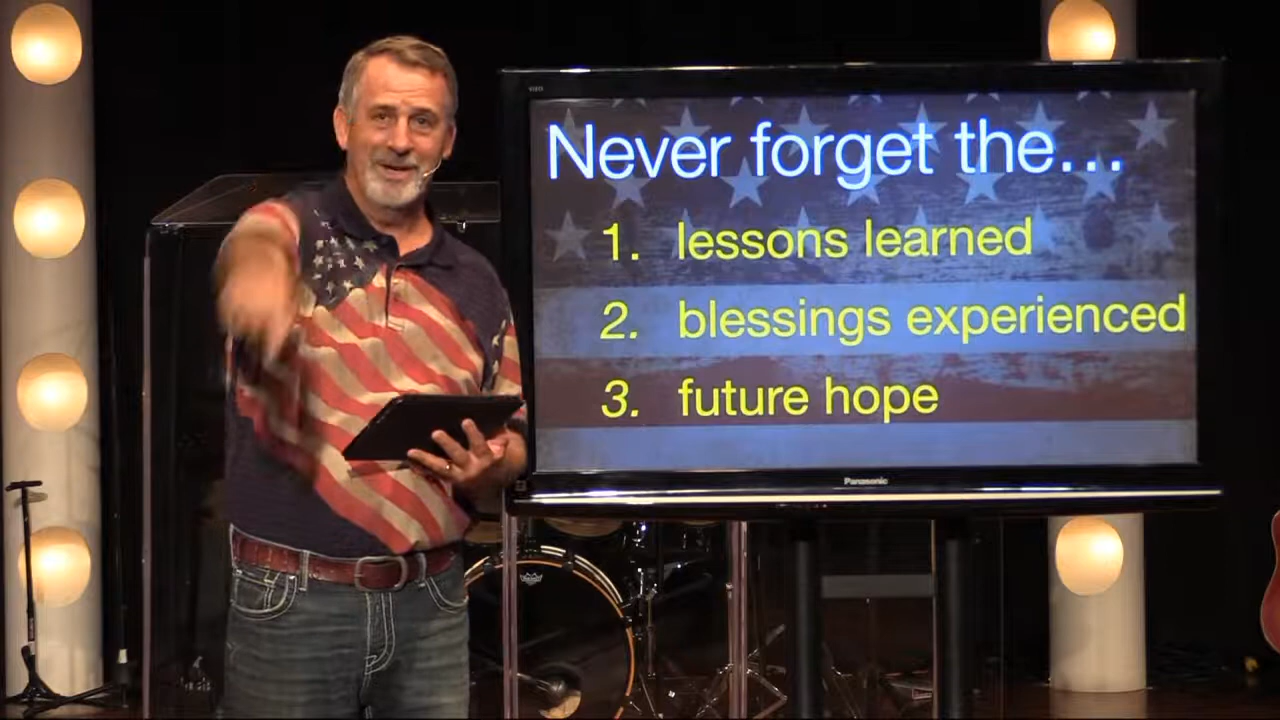 Never forget the...
1. lessons learned
2. blessings experienced
3. future hope
Panasonic